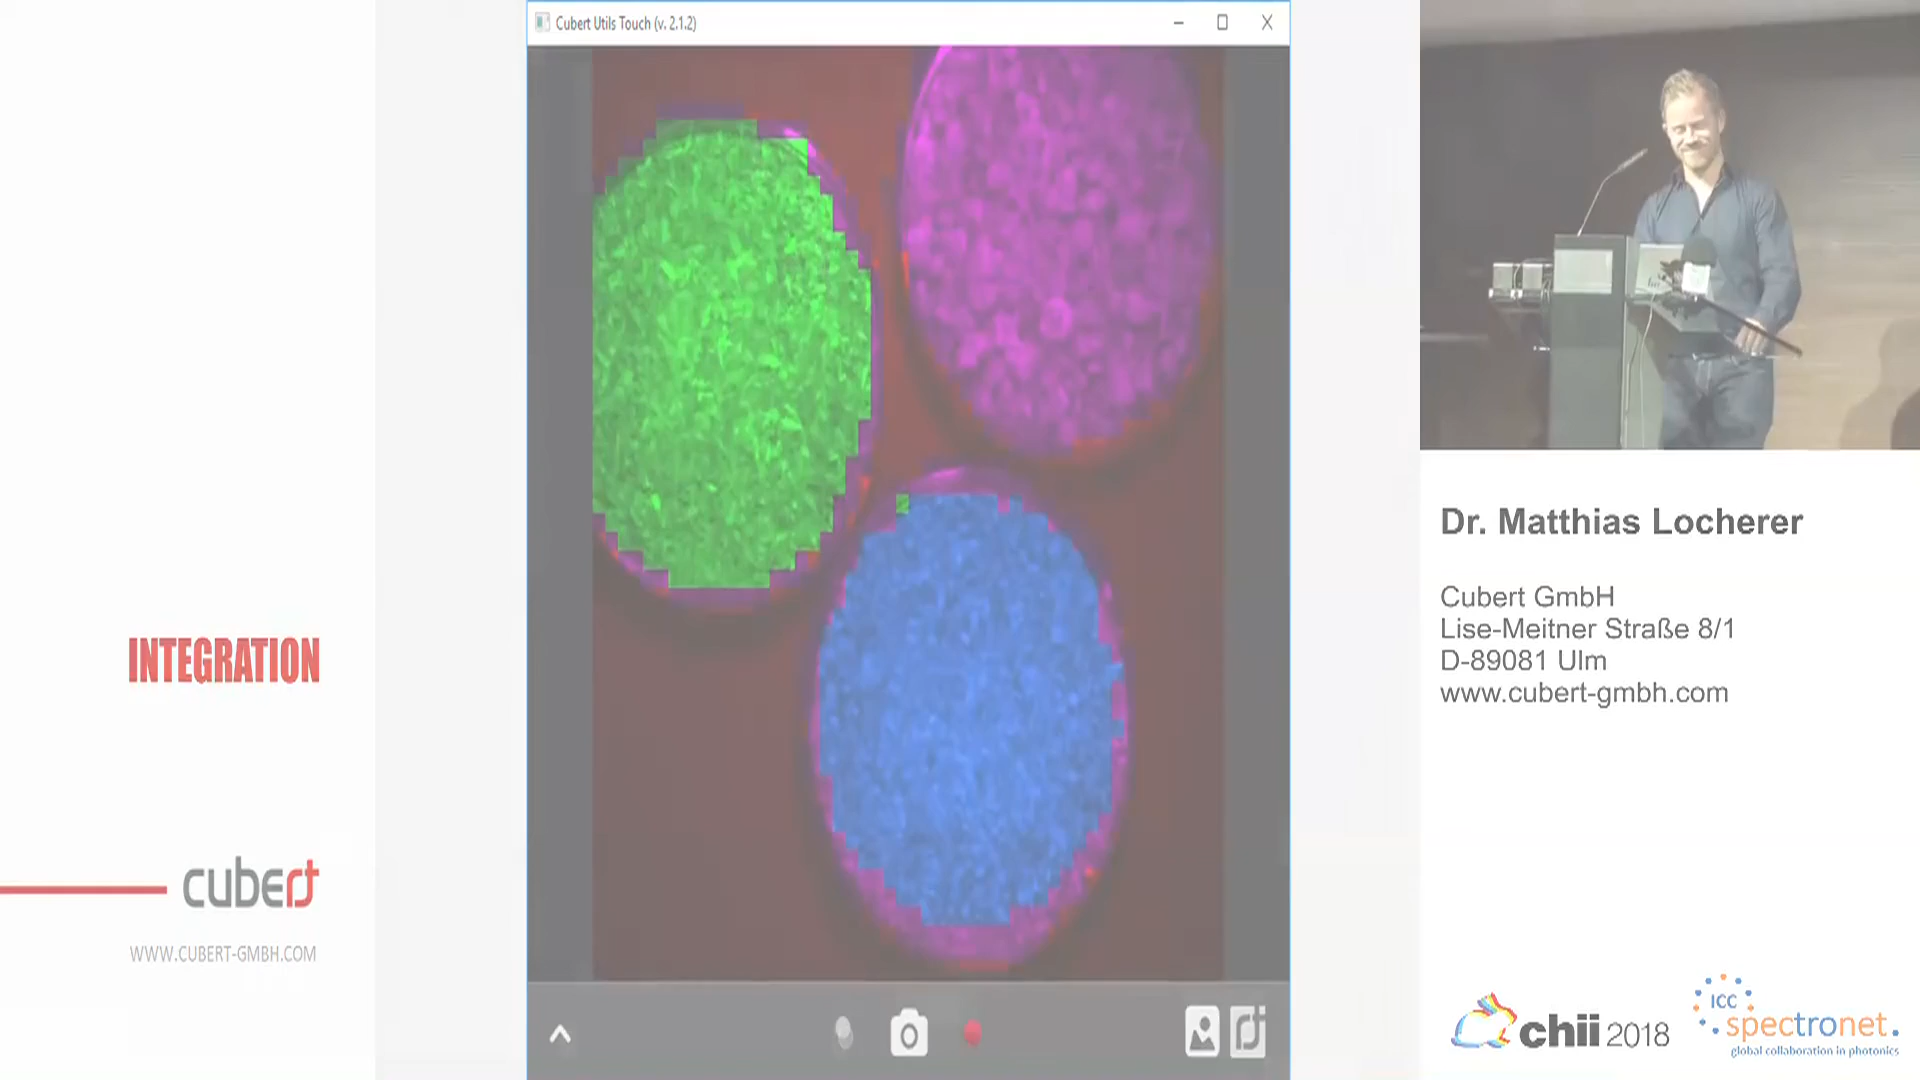 Cubert Utils Touch (v. 2.1.2)
INTEGRATION
cubert
WWW.CUBERT-GMBH.COM
Dr. Matthias Locherer
Cubert GmbH
Lise-Meitner Straße 8/1
D-89081 Ulm
www.cubert-gmbh.com
chii 2018
ICC
spectronet.
global collaboration in photonics